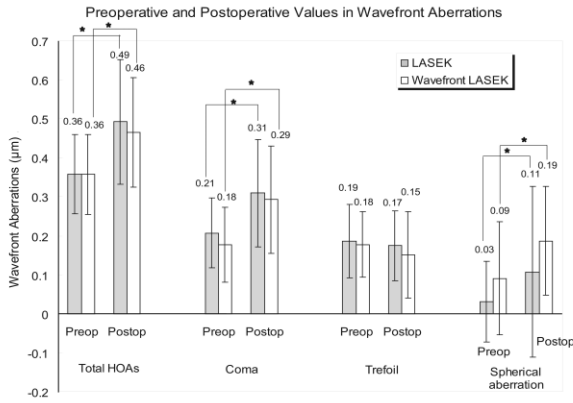 Preoperative and Postoperative Values in Wavefront Aberrations
Wavefront Aberrations (µm)
0.7
0.6
0.5
0.4
0.3
0.2
0.1
0
-0.1
-0.2
LASEK
Wavefront LASEK
* *
0.36 0.36 0.49 0.46
* *
0.21 0.18 0.31 0.29
0.19 0.18 0.17 0.15
* *
0.03 0.09 0.11 0.19
Preop Postop Preop Postop Preop Postop Preop Postop
Total HOAs
Coma
Trefoil
Spherical
aberration